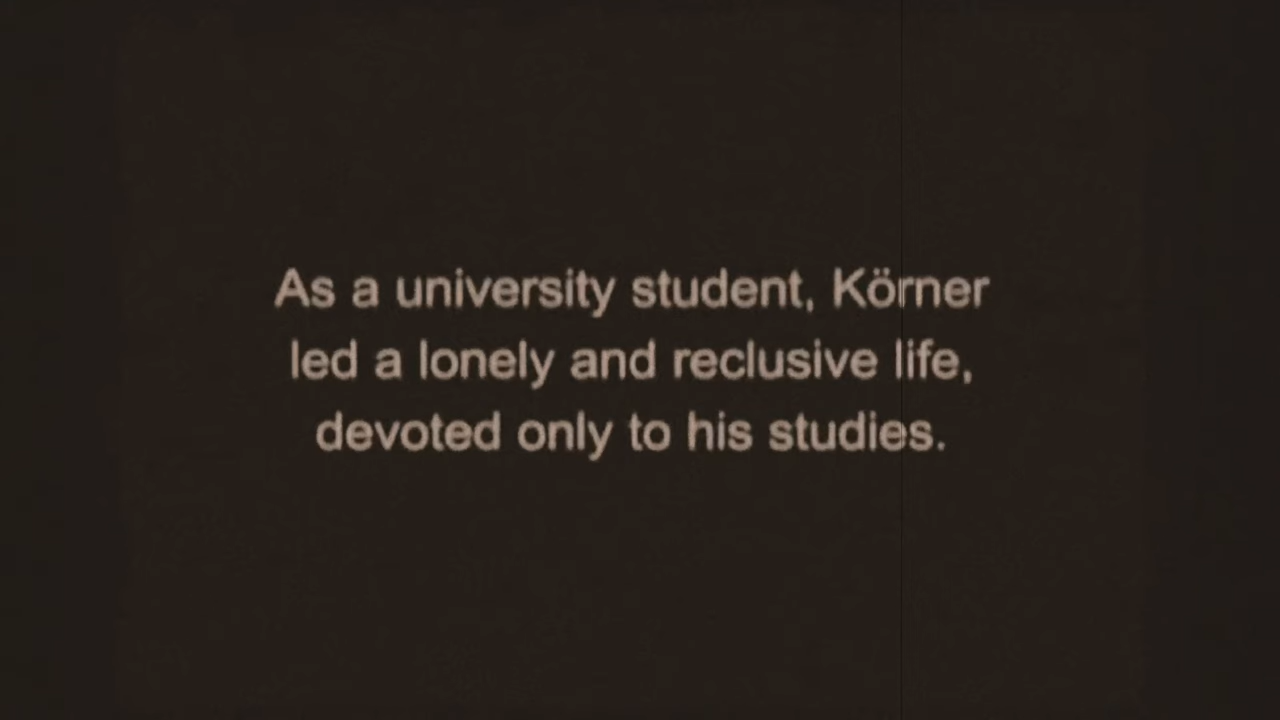 As a university student, Körner
led a lonely and reclusive life,
devoted only to his studies.